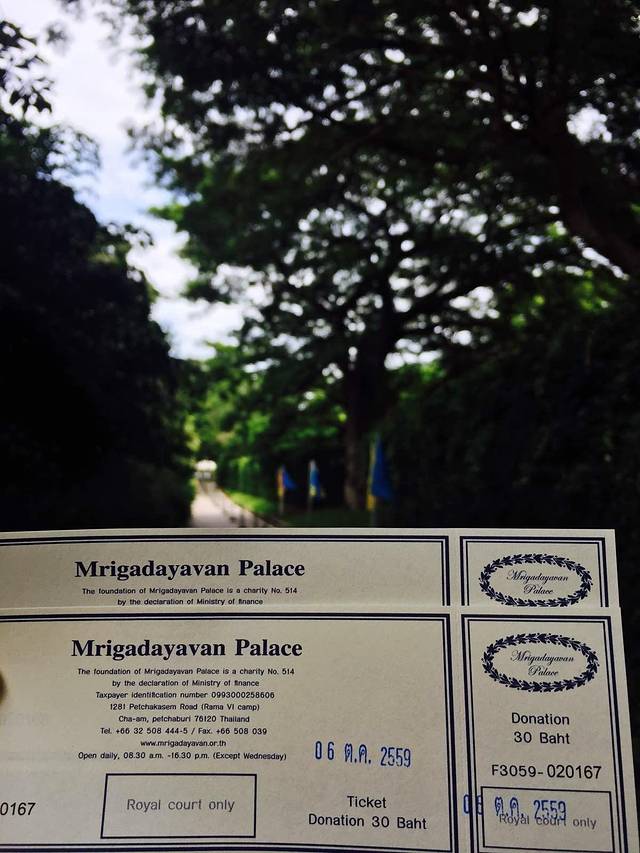 Mrigadayavan Palace
The foundation of Mrigadayavan Palace is a charity No. 514
by the declaration of Ministry of finance
Mrigadayavan
Palace
Mrigadayavan Palace
The foundation of Mrigadayavan Palace is a charity No. 514
by the declaration of Ministry of finance
Taxpayer identification number 0993000258606
1281 Petchakasem Road (Rama VI camp)
Cha-am, petchaburi 76120 Thailand
Tel. +66 32 508 444-5 / Fax. +66 508 039
www.mrigadayavan.or.th
Open daily, 08.30 a.m. -16.30 p.m. (Except Wednesday)
06 ต.ค. 2559
0167
Royal court only
Ticket
Donation 30 Baht
Mrigadayavan
Palace
Donation
30 Baht
F3059-020167
06 ต.ค. 2559
Royal court only